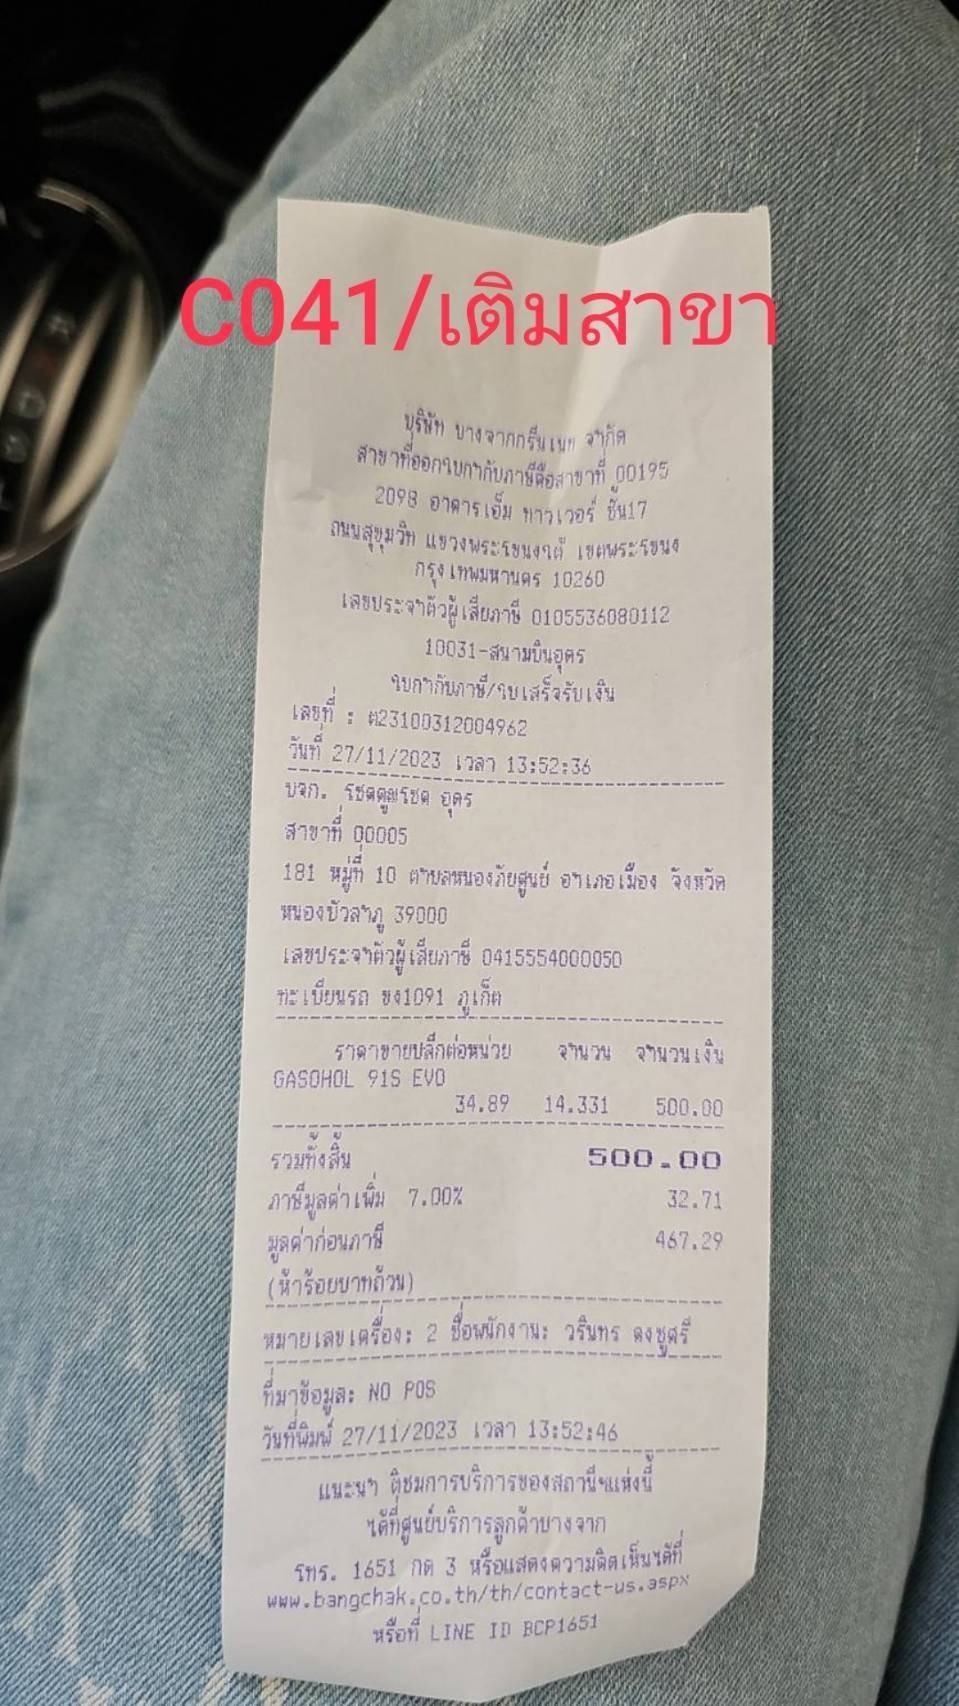 C041/เติมสาขา
บริษัท บางจากกรีนเนท จำกัด
สาขาที่ออกใบกำกับภาษีคือสาขาที่ 00195
2098 อาคารเอ็ม ทาวเวอร์ ชั้น17
ถนนสุขุมวิท แขวงพระโขนงใต้ เขตพระโขนง
กรุงเทพมหานคร 10260
เลขประจำตัวผู้เสียภาษี 0105536080112
10031-สนามบินอุดร
ใบกำกับภาษี/ใบเสร็จรับเงิน
เลขที่ : ต23100312004962
วันที่ 27/11/2023 เวลา 13:52:36
บจก. โชคคูณโชค อุดร
สาขาที่ 00005
181 หมู่ที่ 10 ตำบลหนองภัยศูนย์ อำเภอเมือง จังหวัด
หนองบัวลำภู 39000
เลขประจำตัวผู้เสียภาษี 0415554000050
ทะเบียนรถ ขง1091 ภูเก็ต
ราคาขายปลีกต่อหน่วย จำนวน จำนวนเงิน
GASOHOL 91S EVO
34.89 14.331 500.00
รวมทั้งสิ้น 500.00
ภาษีมูลค่าเพิ่ม 7.00% 32.71
มูลค่าก่อนภาษี 467.29
(ห้าร้อยบาทถ้วน)
หมายเลขเครื่อง: 2 ชื่อพนักงาน: วรินทร คงชูศรี
ที่มาข้อมูล: NO POS
วันที่พิมพ์ 27/11/2023 เวลา 13:52:46
แนะนำ ติชมการบริการของสถานีฯแห่งนี้
ได้ที่ศูนย์บริการลูกค้าบางจาก
โทร. 1651 กด 3 หรือแสดงความคิดเห็นได้ที่
www.bangchak.co.th/th/contact-us.aspx
หรือที่ LINE ID BCP1651